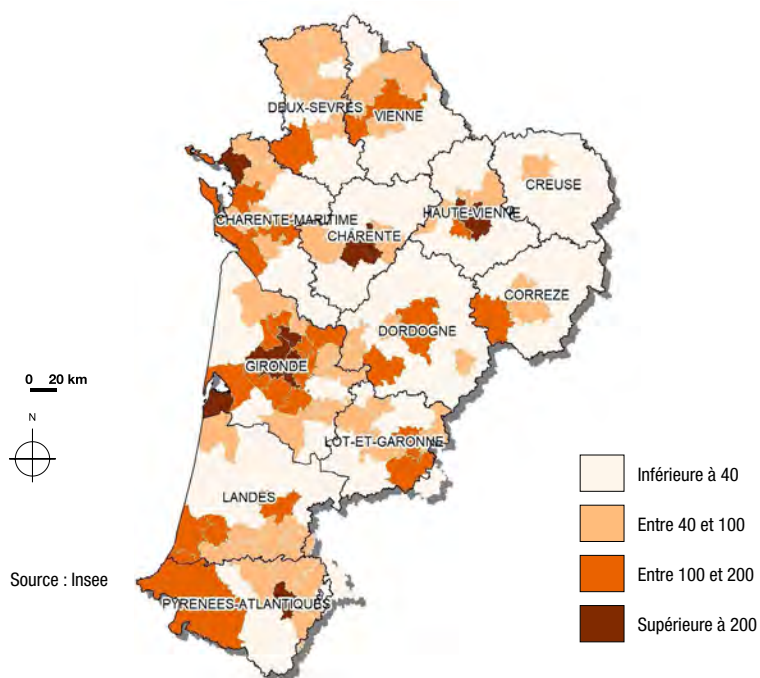 DEUX-SEVRES
VIENNE
CREUSE
CHARENTE-MARITIME
HAUTE-VIENNE
CHARENTE
CORREZE
DORDOGNE
GIRONDE
0 20 km
N
LOT-ET-GARONNE
LANDES
Inférieure à 40
Entre 40 et 100
Source : Insee
Entre 100 et 200
PYRENEES-ATLANTIQUES
Supérieure à 200